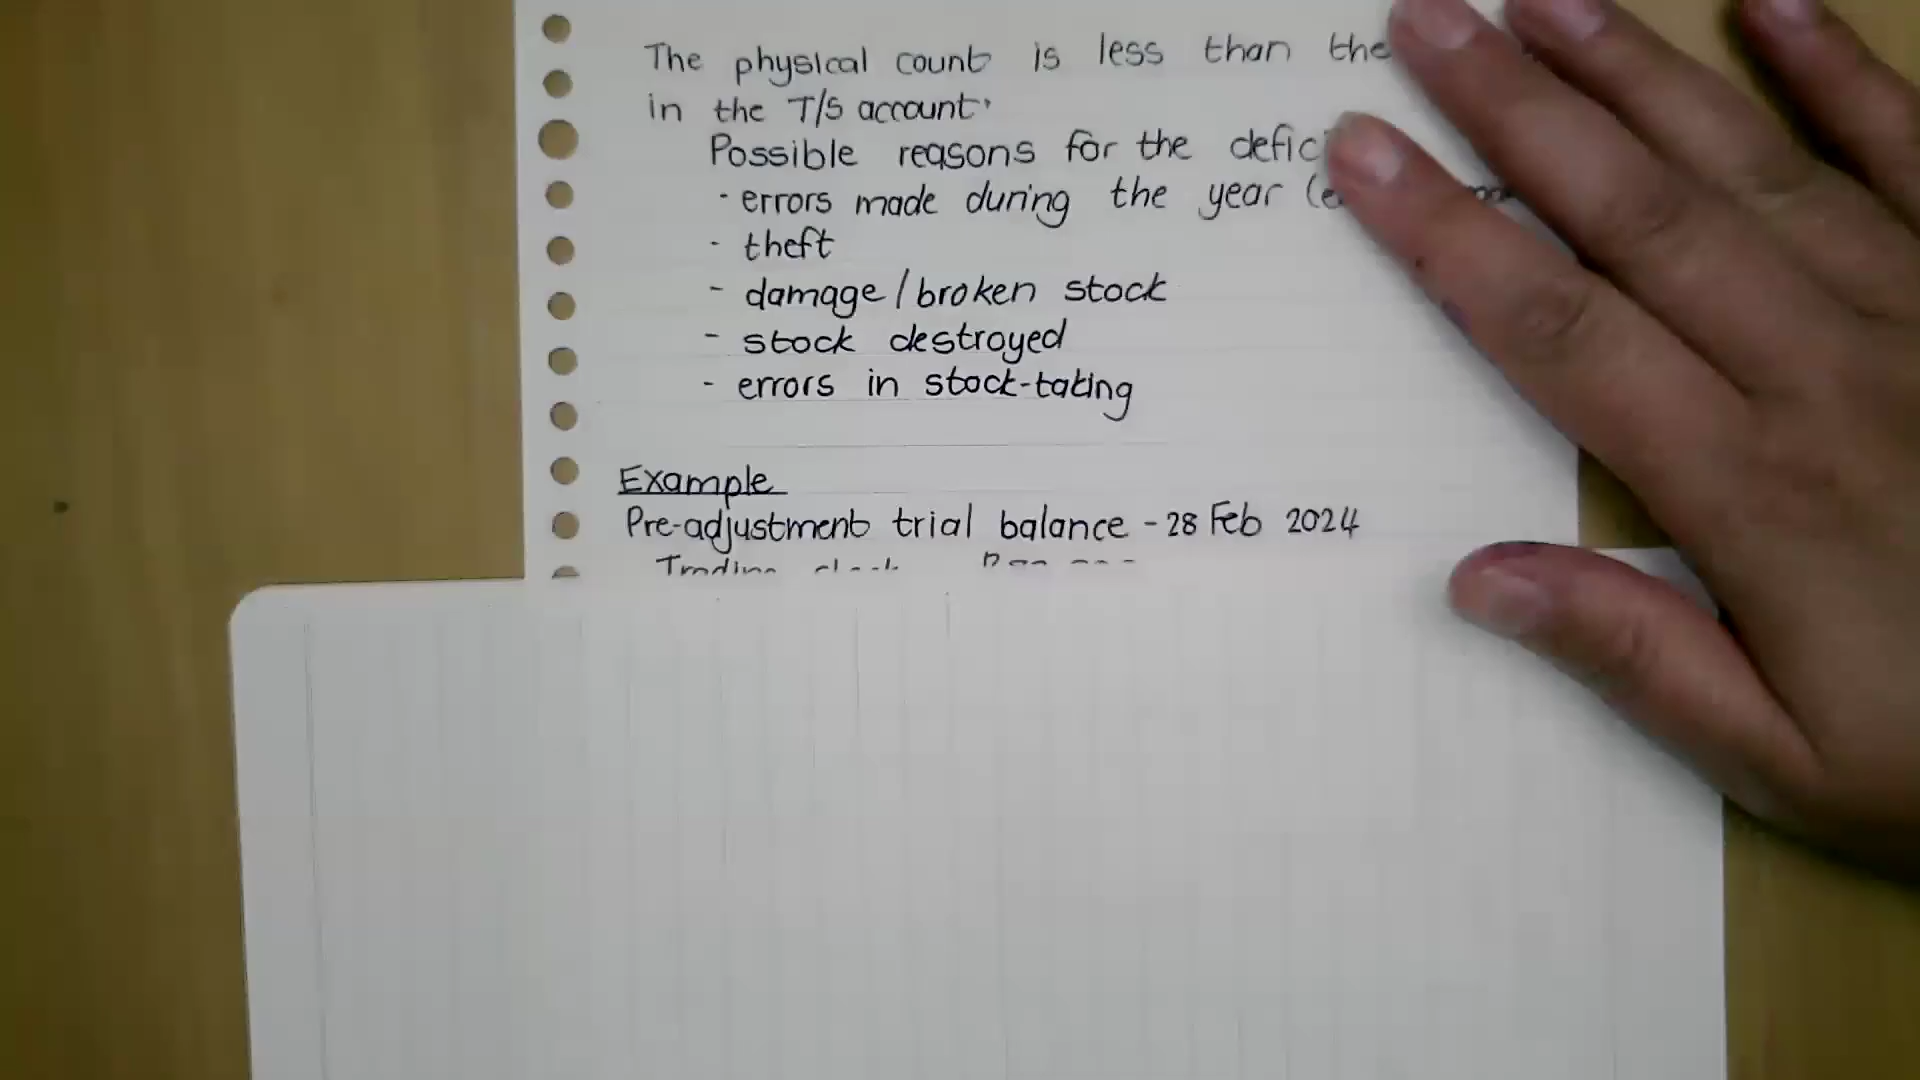 The physical count is less than the
in the T/S account.
Possible reasons for the
- errors made during the year
- theft
- damage/broken stock
- stock destroyed
- errors in stock-taking
Example
Pre-adjustment trial balance - 28 Feb 2024